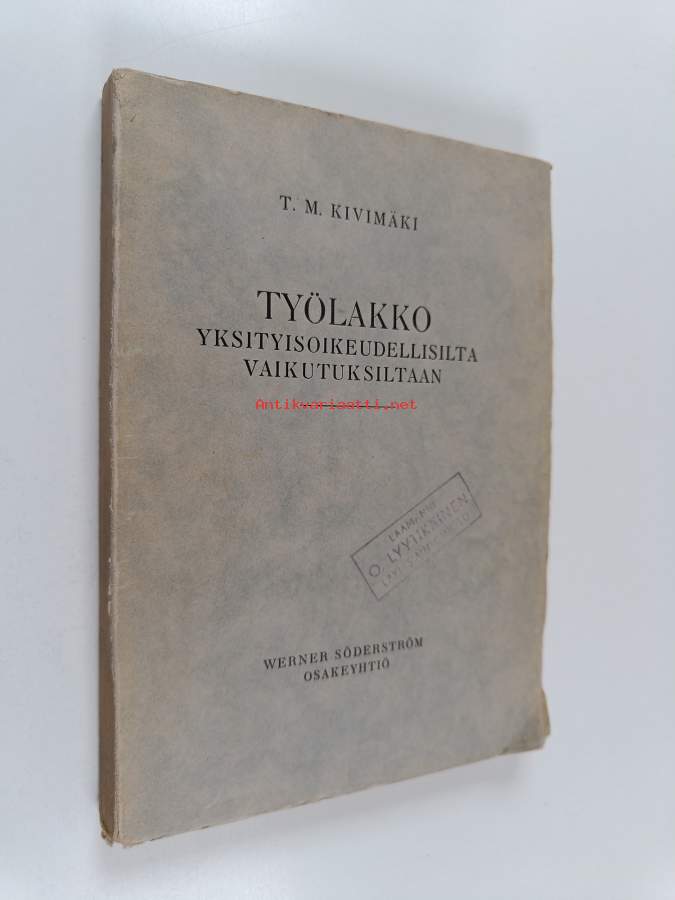 T. M. KIVIMÄKI
TYÖLAKKO
YKSITYISOIKEUDELLISILTA
VAIKUTUKSILTAAN
Antikvariaatti.net
O. LYYTIKÄINEN
WERNER SÖDERSTRÖM
OSAKEYHTIÖ